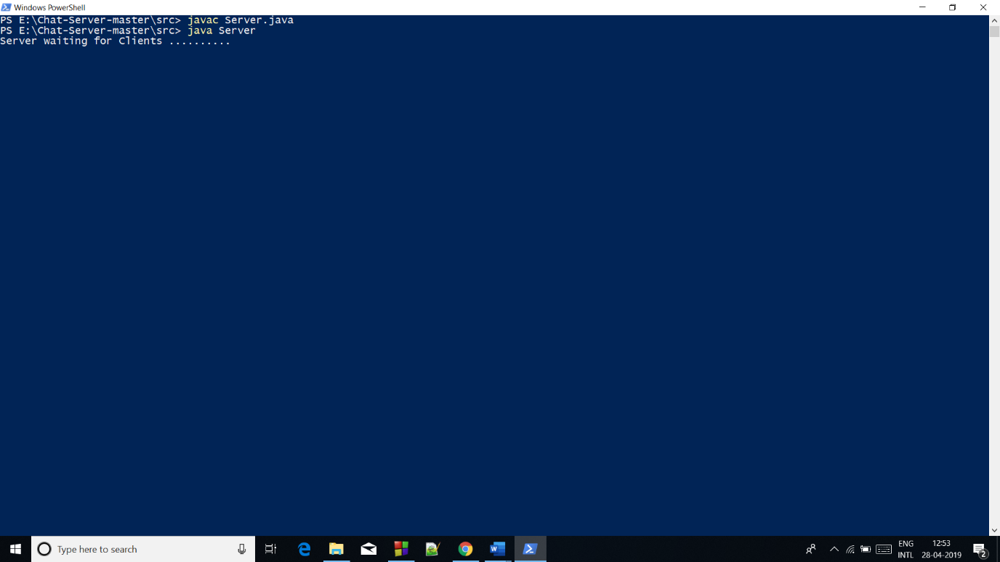 Windows PowerShell
PS E:\Chat-Server-master\src> javac Server.java
PS E:\Chat-Server-master\src> java Server
Server waiting for Clients ..........
Type here to search
ENG
INTL
12:53
28-04-2019
2